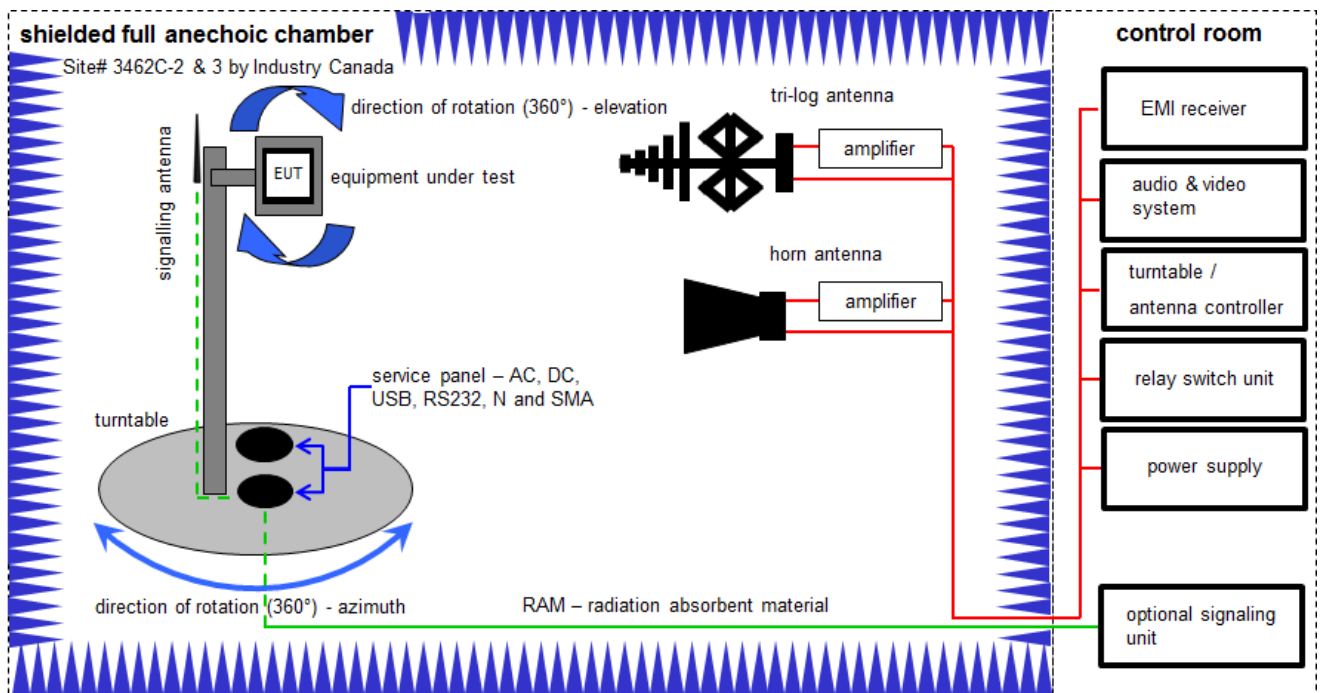 shielded full anechoic chamber
Site# 3462C-2 & 3 by Industry Canada
direction of rotation (360°) - elevation
signalling antenna
EUT
equipment under test
tri-log antenna
amplifier
horn antenna
amplifier
service panel – AC, DC,
USB, RS232, N and SMA
turntable
direction of rotation (360°) - azimuth
RAM – radiation absorbent material
control room
EMI receiver
audio & video
system
turntable /
antenna controller
relay switch unit
power supply
optional signaling
unit